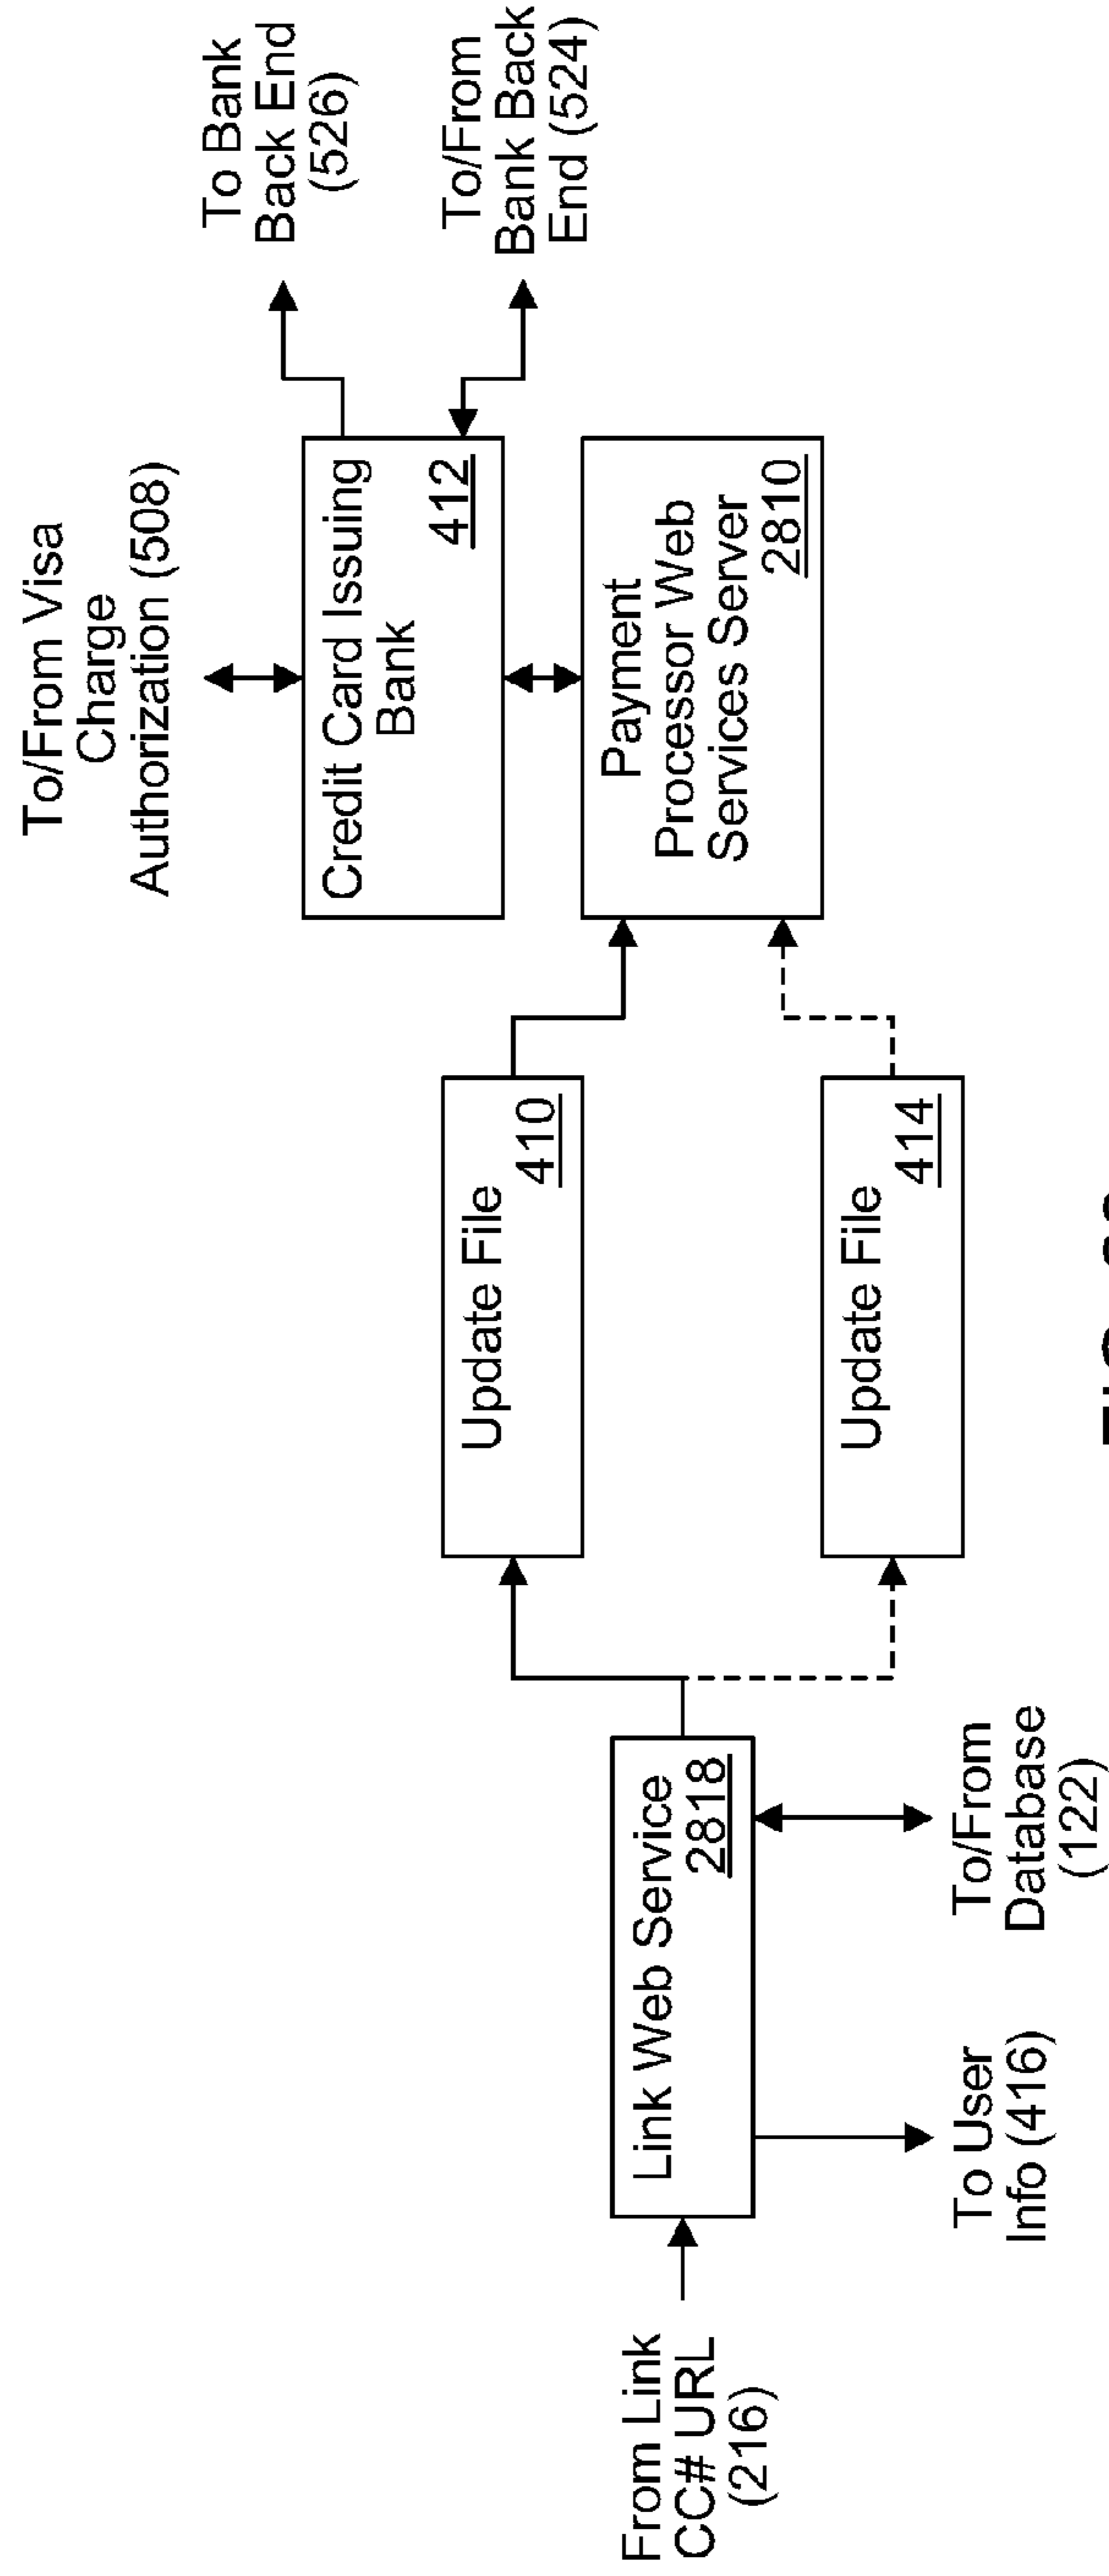 To/From Visa
Charge
Authorization (508)
To Bank
Back End
(526)
To/From
Bank Back
End (524)
Credit Card Issuing
Bank
412
Payment
Processor Web
Services Server
2810
Update File
410
Update File
414
Link Web Service
2818
From Link
CC# URL
(216)
To User
Info (416)
To/From
Database
(122)